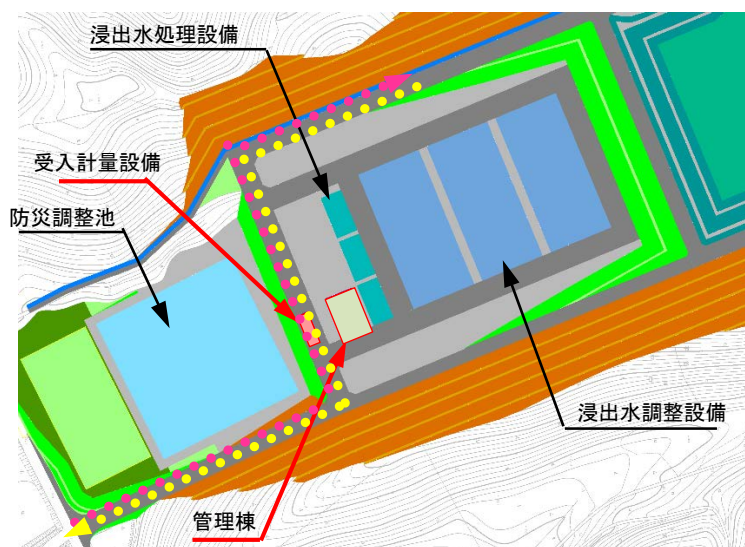 浸出水処理設備
受入計量設備
防災調整池
浸出水調整設備
管理棟